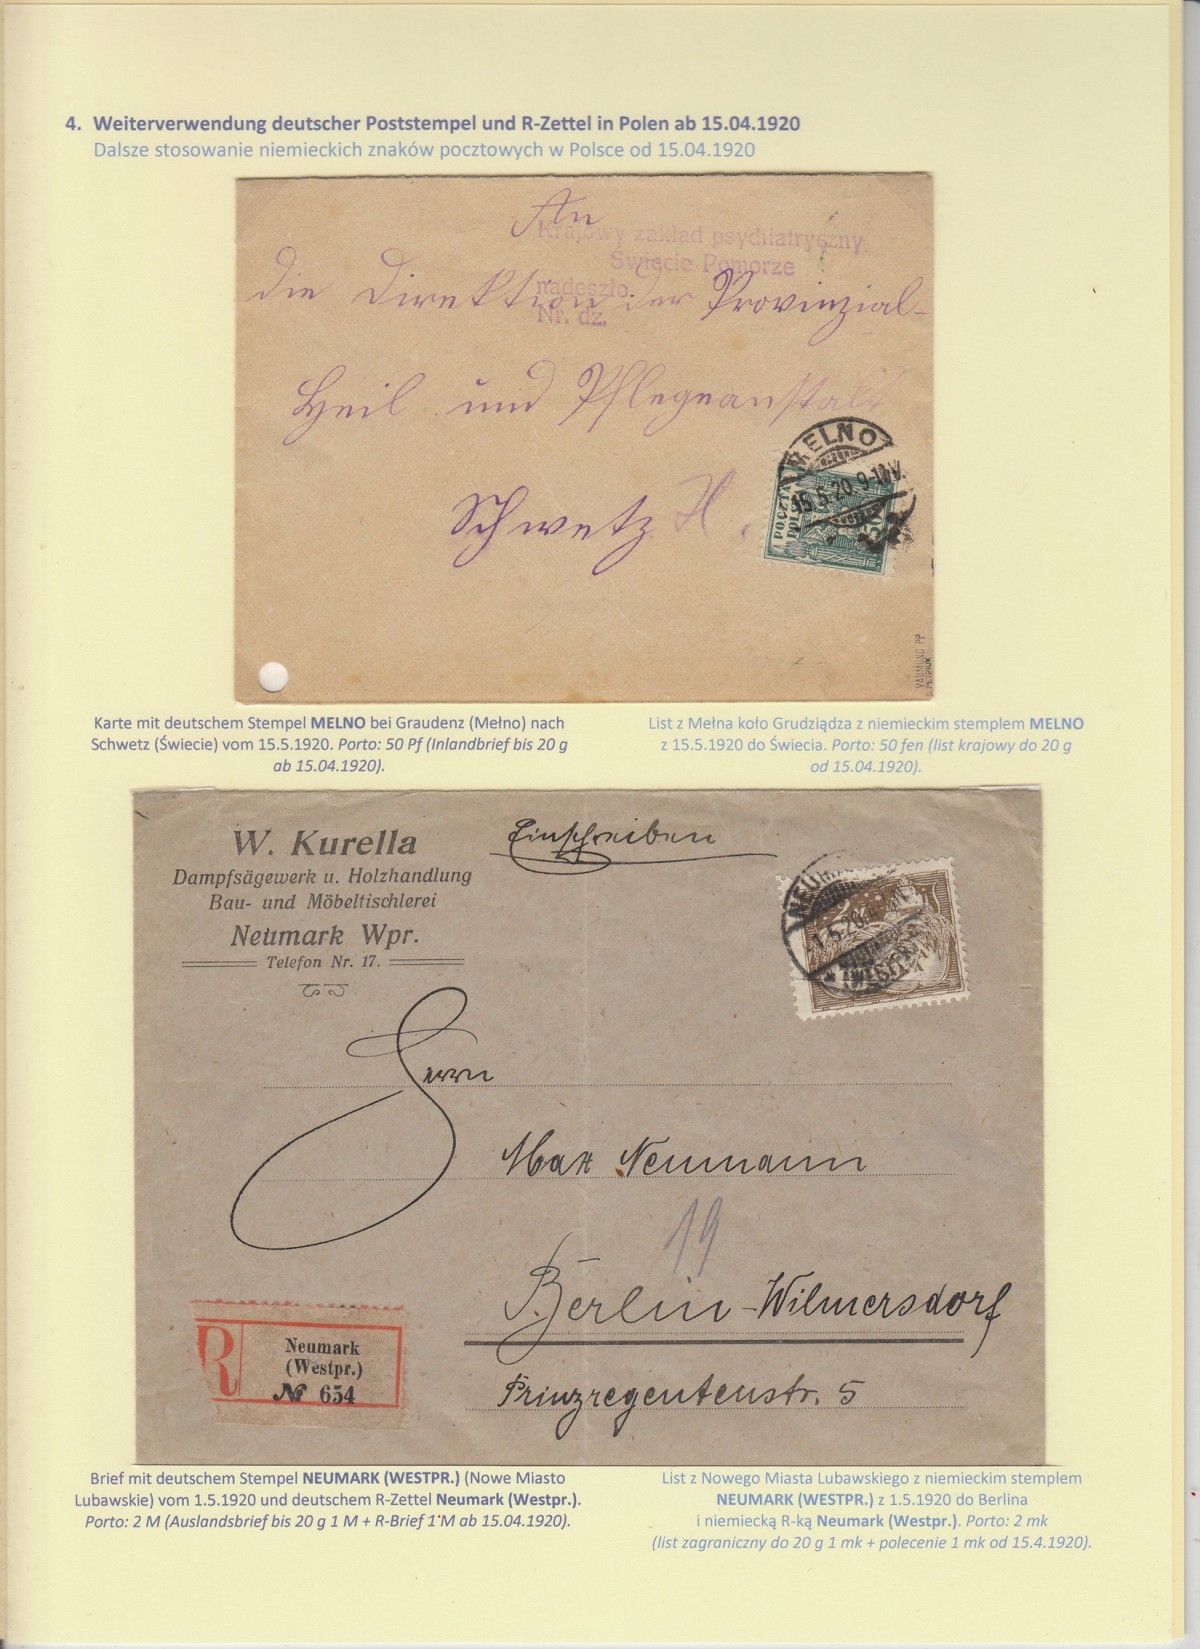 4. Weiterverwendung deutscher Poststempel und R-Zettel in Polen ab 15.04.1920
Dalsze stosowanie niemieckich znaków pocztowych w Polsce od 15.04.1920
An
Krajowy zakład psychiatryczny
Świecie Pomorze
nadeszło
Nr. dz.
die Direktion der Provinzial-
Heil und Pflegeanstalt
Schwetz
MELNO
15.5.20. 9-10V.
POCZTA
POLSKA
50
Karte mit deutschem Stempel MELNO bei Graudenz (Mełno) nach
Schwetz (Świecie) vom 15.5.1920. Porto: 50 Pf (Inlandbrief bis 20 g
ab 15.04.1920).
List z Mełna koło Grudziądza z niemieckim stemplem MELNO
z 15.5.1920 do Świecia. Porto: 50 fen (list krajowy do 20 g
od 15.04.1920).
W. Kurella
Dampfsägewerk u. Holzhandlung
Bau- und Möbeltischlerei
Neumark Wpr.
Telefon Nr. 17.
Einschreiben
Herrn
Max Neumann
19
Berlin-Wilmersdorf
Prinzregentenstr. 5
R
Neumark
(Westpr.)
№ 654
Brief mit deutschem Stempel NEUMARK (WESTPR.) (Nowe Miasto
Lubawskie) vom 1.5.1920 und deutschem R-Zettel Neumark (Westpr.).
Porto: 2 M (Auslandsbrief bis 20 g 1 M + R-Brief 1 M ab 15.04.1920).
List z Nowego Miasta Lubawskiego z niemieckim stemplem
NEUMARK (WESTPR.) z 1.5.1920 do Berlina
i niemiecką R-ką Neumark (Westpr.). Porto: 2 mk
(list zagraniczny do 20 g 1 mk + polecenie 1 mk od 15.4.1920).